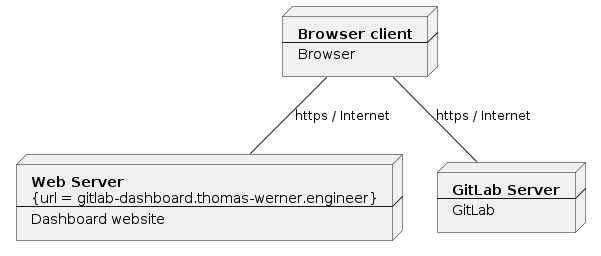 Browser client
Browser
https / Internet
https / Internet
Web Server
{url = gitlab-dashboard.thomas-werner.engineer}
Dashboard website
GitLab Server
GitLab